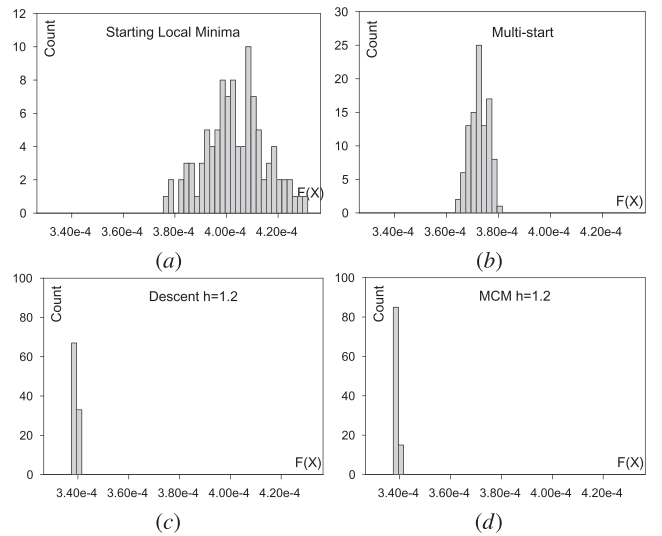 12
10
8
6
4
2
0
Count
Starting Local Minima
F(X)
3.40e-4 3.60e-4 3.80e-4 4.00e-4 4.20e-4
(a)
30
25
20
15
10
5
0
Count
Multi-start
F(X)
3.40e-4 3.60e-4 3.80e-4 4.00e-4 4.20e-4
(b)
100
80
60
40
20
0
Count
Descent h=1.2
F(X)
3.40e-4 3.60e-4 3.80e-4 4.00e-4 4.20e-4
(c)
100
80
60
40
20
0
Count
MCM h=1.2
F(X)
3.40e-4 3.60e-4 3.80e-4 4.00e-4 4.20e-4
(d)